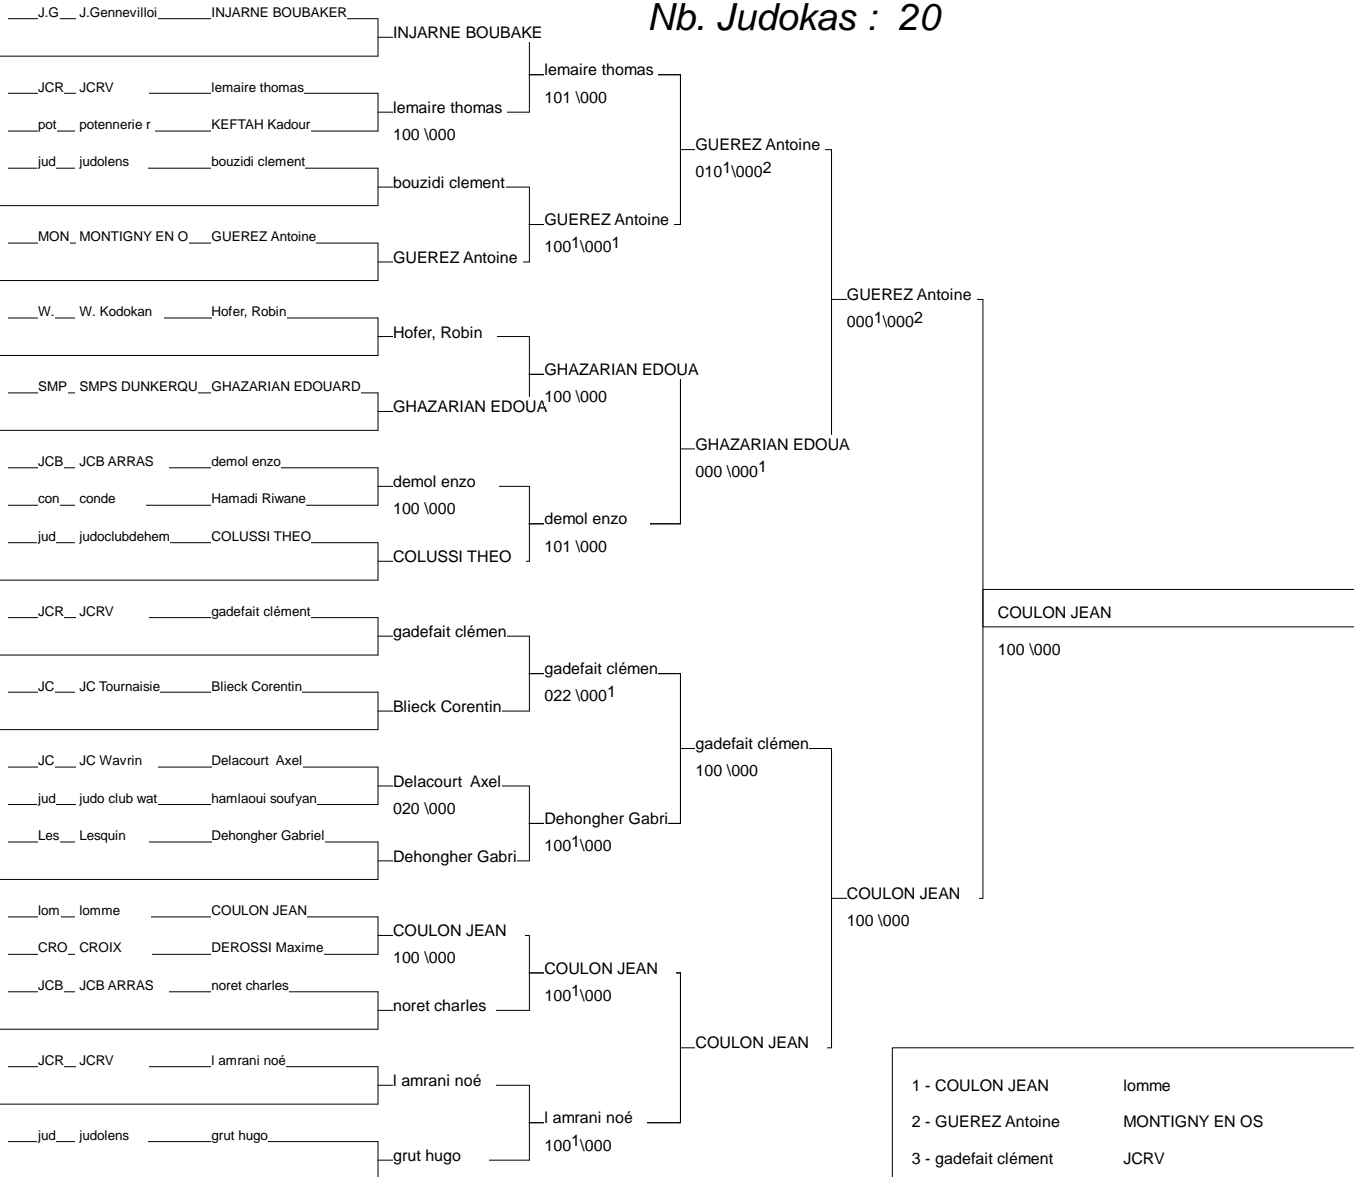 Nb. Judokas : 20
J.G J.Gennevilloi INJARNE BOUBAKER
INJARNE BOUBAKE
lemaire thomas
101 \000
JCR JCRV lemaire thomas
lemaire thomas
100 \000
pot potennerie r KEFTAH Kadour
GUEREZ Antoine
0101\0002
jud judolens bouzidi clement
bouzidi clement
GUEREZ Antoine
1001\0001
MON MONTIGNY EN O GUEREZ Antoine
GUEREZ Antoine
GUEREZ Antoine
0001\0002
W. W. Kodokan Hofer, Robin
Hofer, Robin
GHAZARIAN EDOUA
100 \000
SMP SMPS DUNKERQU GHAZARIAN EDOUARD
GHAZARIAN EDOUA
GHAZARIAN EDOUA
000 \0001
JCB JCB ARRAS demol enzo
demol enzo
100 \000
con conde Hamadi Riwane
demol enzo
101 \000
jud judoclubdehem COLUSSI THEO
COLUSSI THEO
COULON JEAN
100 \000
JCR JCRV gadefait clément
gadefait clémen
gadefait clémen
022 \0001
JC JC Tournaisie Blieck Corentin
Blieck Corentin
gadefait clémen
100 \000
JC JC Wavrin Delacourt Axel
Delacourt Axel
020 \000
jud judo club wat hamlaoui soufyan
Dehongher Gabri
1001\000
Les Lesquin Dehongher Gabriel
Dehongher Gabri
COULON JEAN
100 \000
lom lomme COULON JEAN
COULON JEAN
100 \000
CRO CROIX DEROSSI Maxime
COULON JEAN
1001\000
JCB JCB ARRAS noret charles
noret charles
COULON JEAN
JCR JCRV l amrani noé
l amrani noé
l amrani noé
1001\000
jud judolens grut hugo
grut hugo
1 - COULON JEAN lomme
2 - GUEREZ Antoine MONTIGNY EN OS
3 - gadefait clément JCRV